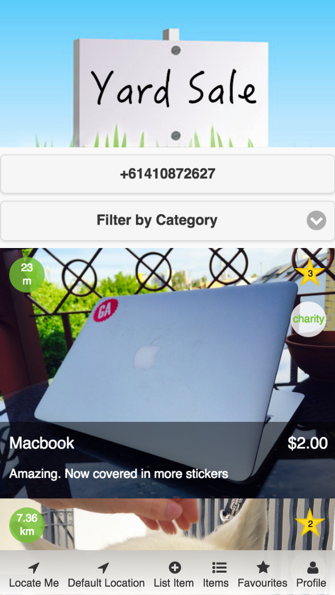 Yard Sale
+61410872627
Filter by Category
23
m
3
GA
charity
Macbook
$2.00
Amazing. Now covered in more stickers
7.36
km
2
Locate Me
Default Location
List Item
Items
Favourites
Profile